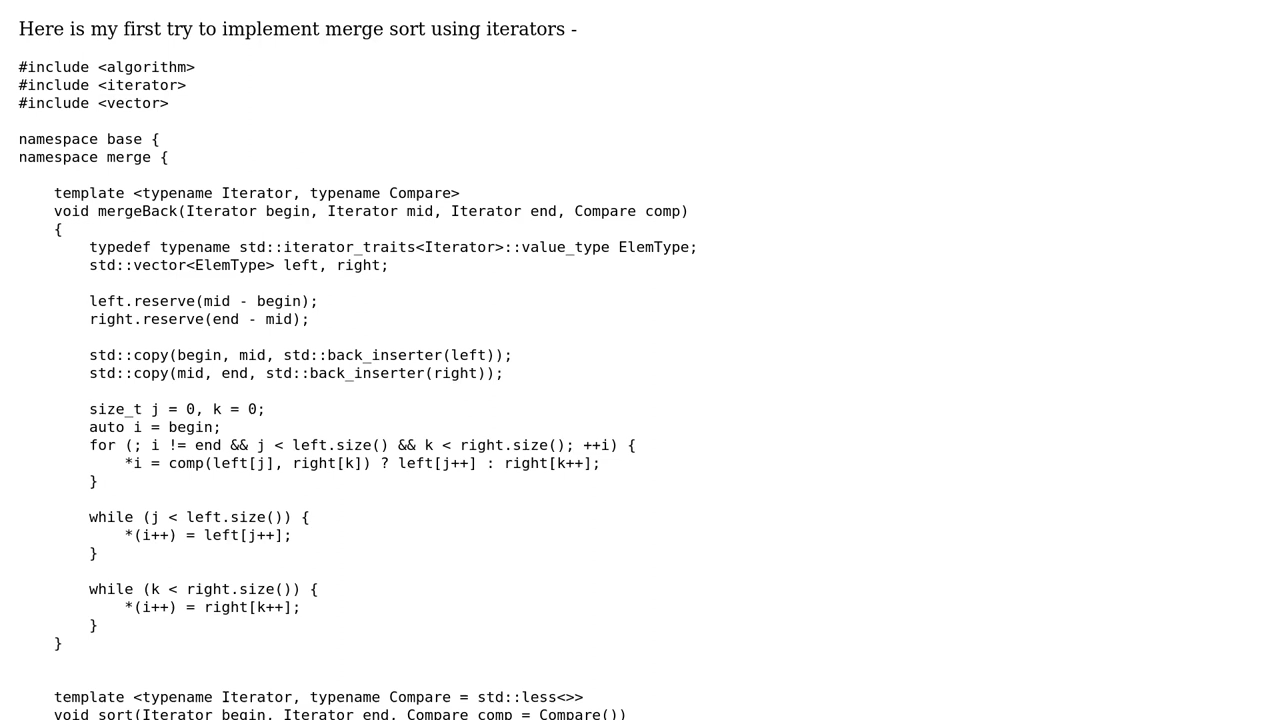 Here is my first try to implement merge sort using iterators -
#include <algorithm>
#include <iterator>
#include <vector>
namespace base {
namespace merge {
template <typename Iterator, typename Compare>
void mergeBack(Iterator begin, Iterator mid, Iterator end, Compare comp)
{
typedef typename std::iterator_traits<Iterator>::value_type ElemType;
std::vector<ElemType> left, right;
left.reserve(mid - begin);
right.reserve(end - mid);
std::copy(begin, mid, std::back_inserter(left));
std::copy(mid, end, std::back_inserter(right));
size_t j = 0, k = 0;
auto i = begin;
for (; i != end && j < left.size() && k < right.size(); ++i) {
*i = comp(left[j], right[k]) ? left[j++] : right[k++];
}
while (j < left.size()) {
*(i++) = left[j++];
}
while (k < right.size()) {
*(i++) = right[k++];
}
}
template <typename Iterator, typename Compare = std::less<>>
void sort(Iterator begin, Iterator end, Compare comp = Compare())